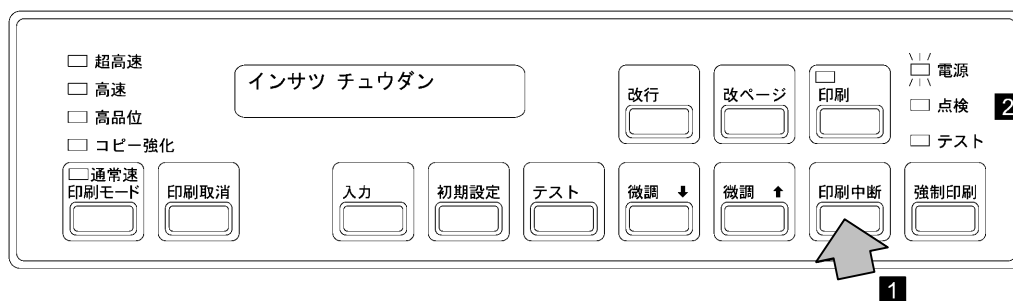 超高速
高速
高品位
コピー強化
通常速
印刷モード
印刷取消
インサツ チュウダン
入力
初期設定
テスト
改行
改ページ
印刷
微調 ⬇
微調 ⬆
印刷中断
強制印刷
電源
点検
テスト
1
2